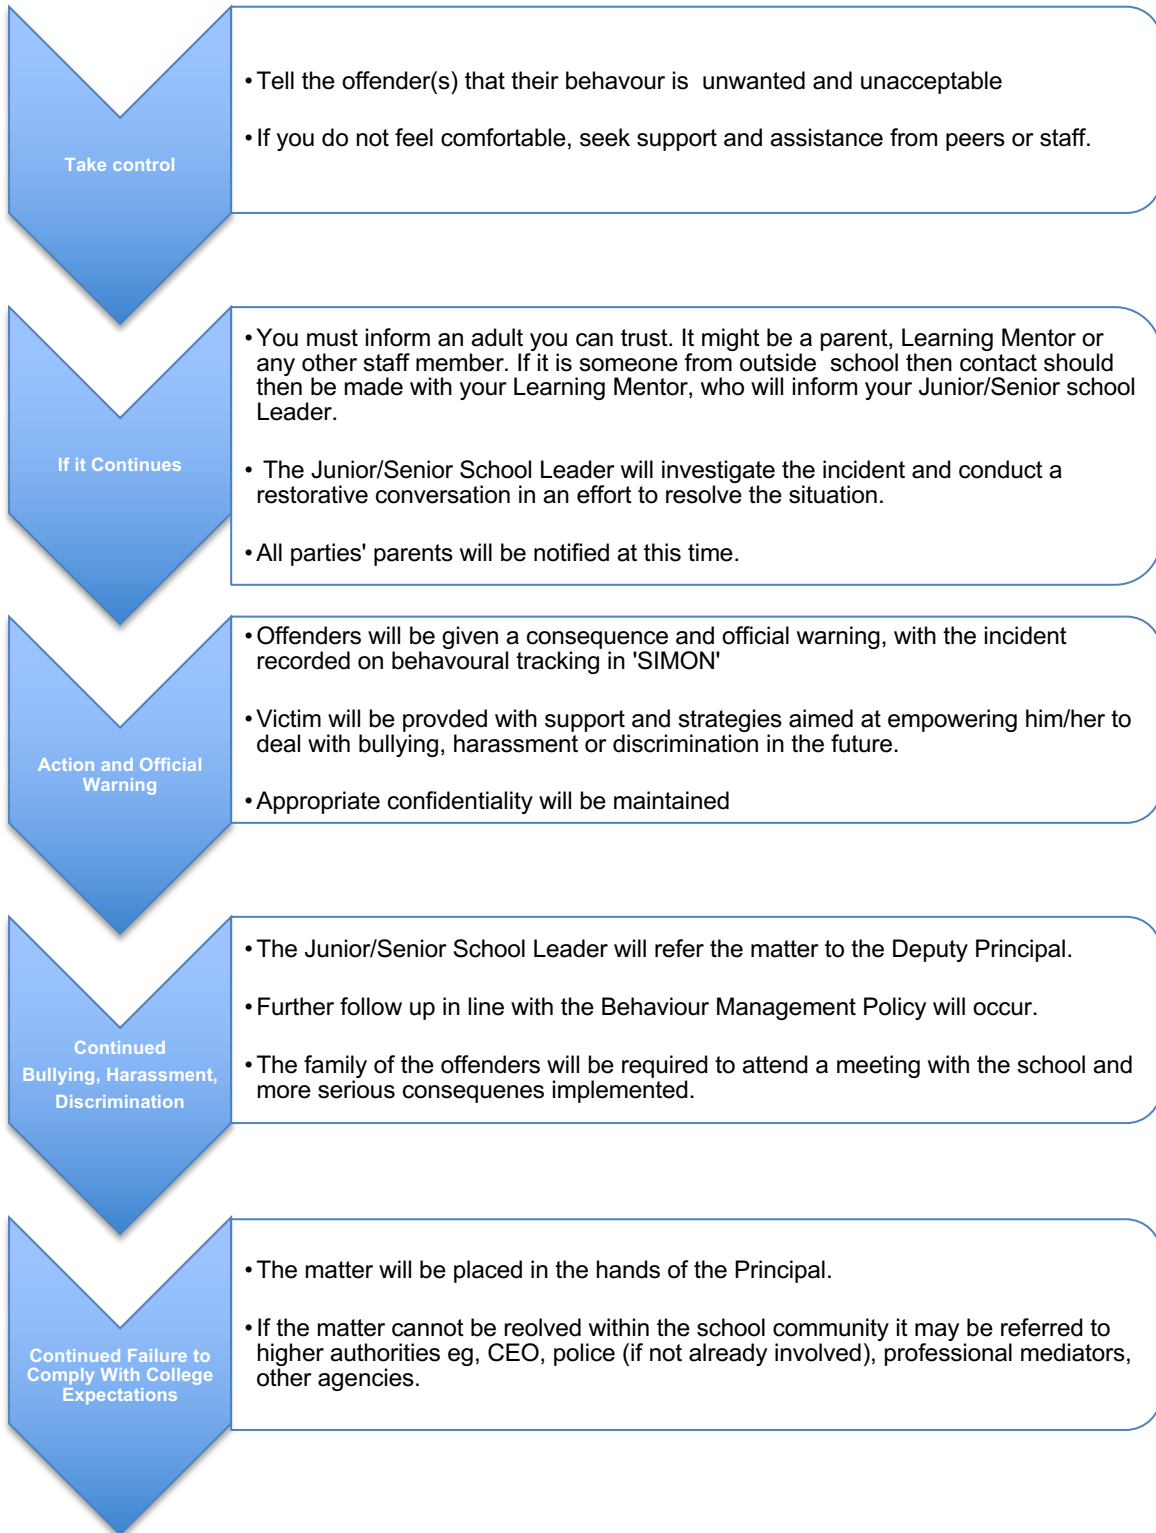 Take control
• Tell the offender(s) that their behavour is  unwanted and unacceptable
• If you do not feel comfortable, seek support and assistance from peers or staff.
If it Continues
• You must inform an adult you can trust. It might be a parent, Learning Mentor or
any other staff member. If it is someone from outside  school then contact should
then be made with your Learning Mentor, who will inform your Junior/Senior school
Leader.
•  The Junior/Senior School Leader will investigate the incident and conduct a
restorative conversation in an effort to resolve the situation.
• All parties' parents will be notified at this time.
Action and Official
Warning
• Offenders will be given a consequence and official warning, with the incident
recorded on behavoural tracking in 'SIMON'
• Victim will be provded with support and strategies aimed at empowering him/her to
deal with bullying, harassment or discrimination in the future.
• Appropriate confidentiality will be maintained
Continued
Bullying, Harassment,
Discrimination
• The Junior/Senior School Leader will refer the matter to the Deputy Principal.
• Further follow up in line with the Behaviour Management Policy will occur.
• The family of the offenders will be required to attend a meeting with the school and
more serious consequenes implemented.
Continued Failure to
Comply With College
Expectations
• The matter will be placed in the hands of the Principal.
• If the matter cannot be reolved within the school community it may be referred to
higher authorities eg, CEO, police (if not already involved), professional mediators,
other agencies.